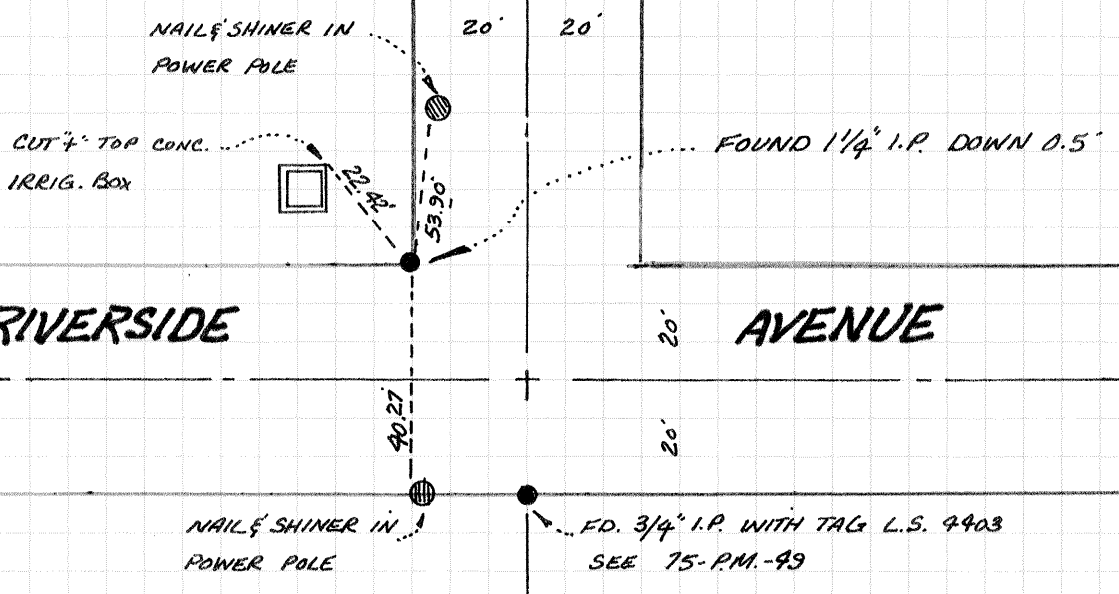 NAIL & SHINER IN
POWER POLE
20'
20'
CUT "+" TOP CONC.
IRRIG. BOX
22.42'
53.90'
FOUND 1 1/4" I.P. DOWN 0.5'
RIVERSIDE
AVENUE
20'
40.27'
20'
NAIL & SHINER IN
POWER POLE
FD. 3/4" I.P. WITH TAG L.S. 4403
SEE 75-P.M.-49